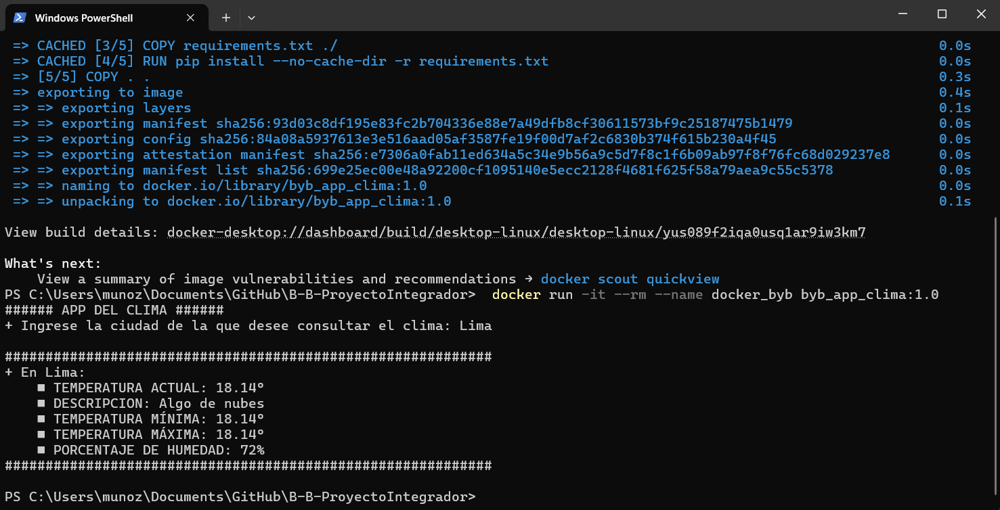 Windows PowerShell
=> CACHED [3/5] COPY requirements.txt ./ 0.0s
=> CACHED [4/5] RUN pip install --no-cache-dir -r requirements.txt 0.0s
=> [5/5] COPY . . 0.3s
=> exporting to image 0.4s
=> => exporting layers 0.1s
=> => exporting manifest sha256:93d03c8df195e83fc2b704336e88e7a49dfb8cf30611573bf9c25187475b1479 0.0s
=> => exporting config sha256:84a08a5937613e3e516aad05af3587fe19f00d7af2c6830b374f615b230a4f45 0.0s
=> => exporting attestation manifest sha256:e7306a0fab11ed634a5c34e9b56a9c5d7f8c1f6b09ab97f8f76fc68d029237e8 0.0s
=> => exporting manifest list sha256:699e25ec00e48a92200cf1095140e5ecc2128f4681f625f58a79aea9c55c5378 0.0s
=> => naming to docker.io/library/byb_app_clima:1.0 0.0s
=> => unpacking to docker.io/library/byb_app_clima:1.0 0.1s
View build details: docker-desktop://dashboard/build/desktop-linux/desktop-linux/yus089f2iqa0usq1ar9iw3km7
What's next:
View a summary of image vulnerabilities and recommendations → docker scout quickview
PS C:\Users\munoz\Documents\GitHub\B-B-ProyectoIntegrador> docker run -it --rm --name docker_byb byb_app_clima:1.0
###### APP DEL CLIMA ######
+ Ingrese la ciudad de la que desee consultar el clima: Lima
############################################################
+ En Lima:
■ TEMPERATURA ACTUAL: 18.14°
■ DESCRIPCION: Algo de nubes
■ TEMPERATURA MÍNIMA: 18.14°
■ TEMPERATURA MÁXIMA: 18.14°
■ PORCENTAJE DE HUMEDAD: 72%
############################################################
PS C:\Users\munoz\Documents\GitHub\B-B-ProyectoIntegrador>